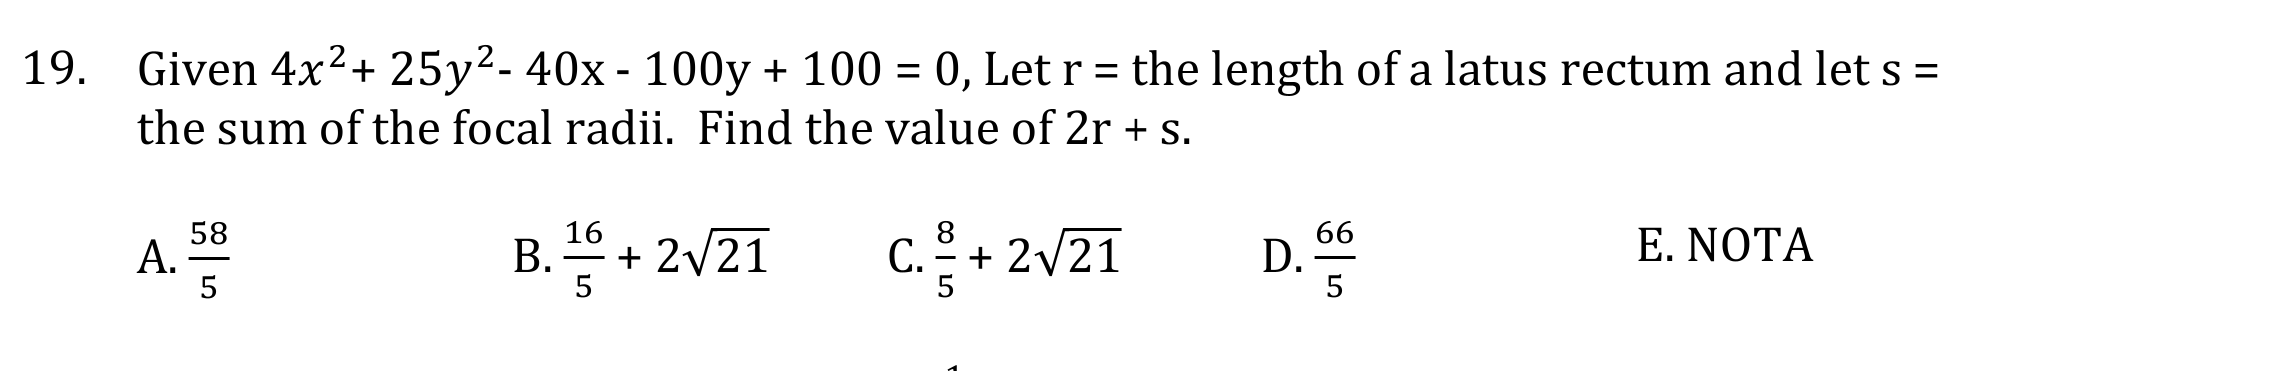 19. Given 4x²+ 25y²- 40x - 100y + 100 = 0, Let r = the length of a latus rectum and let s =
the sum of the focal radii. Find the value of 2r + s.
A. 58/5 B. 16/5 + 2√21 C. 8/5 + 2√21 D. 66/5 E. NOTA